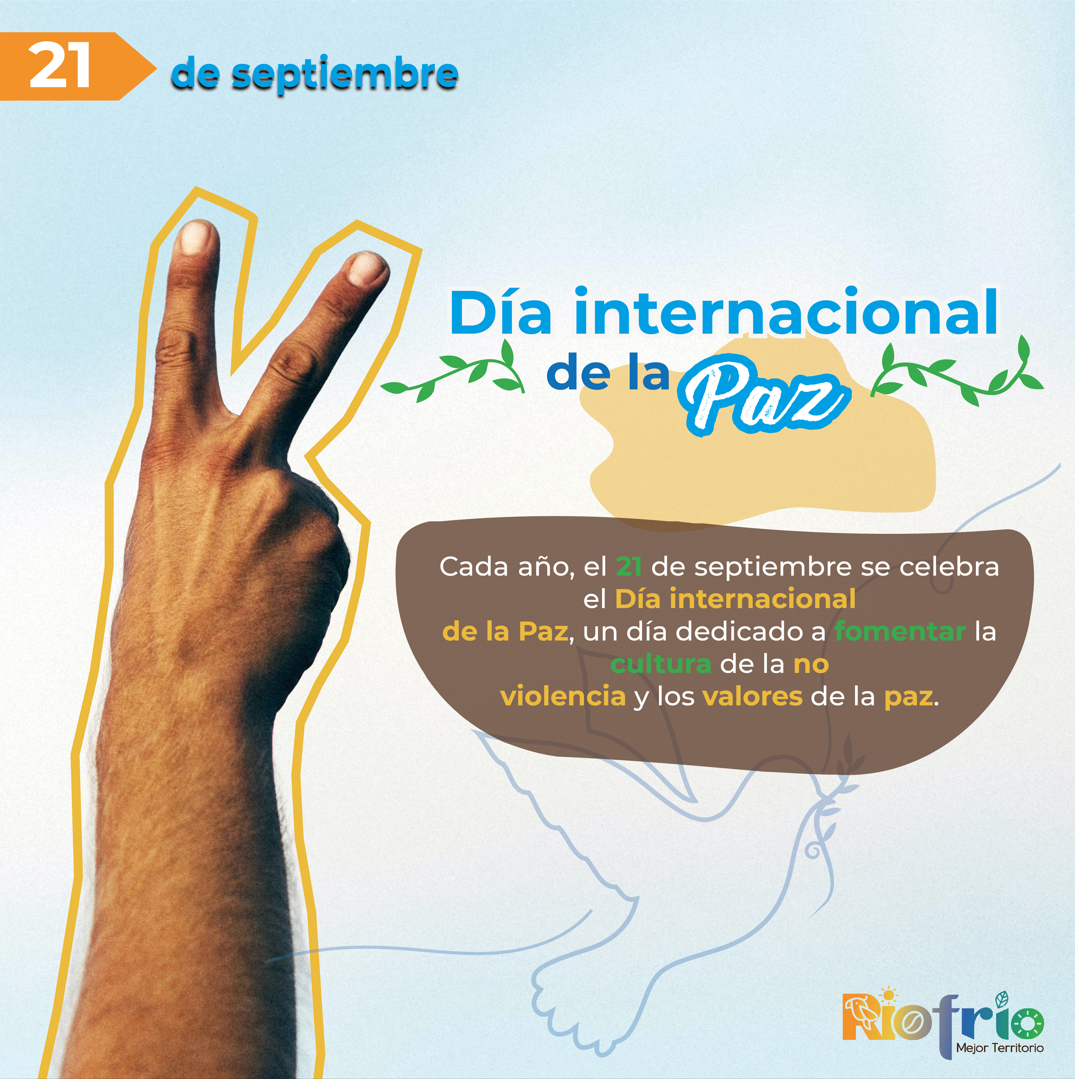 21 de septiembre
Día internacional
de la Paz
Cada año, el 21 de septiembre se celebra
el Día internacional
de la Paz, un día dedicado a fomentar la
cultura de la no
violencia y los valores de la paz.
Riofrio
Mejor Territorio